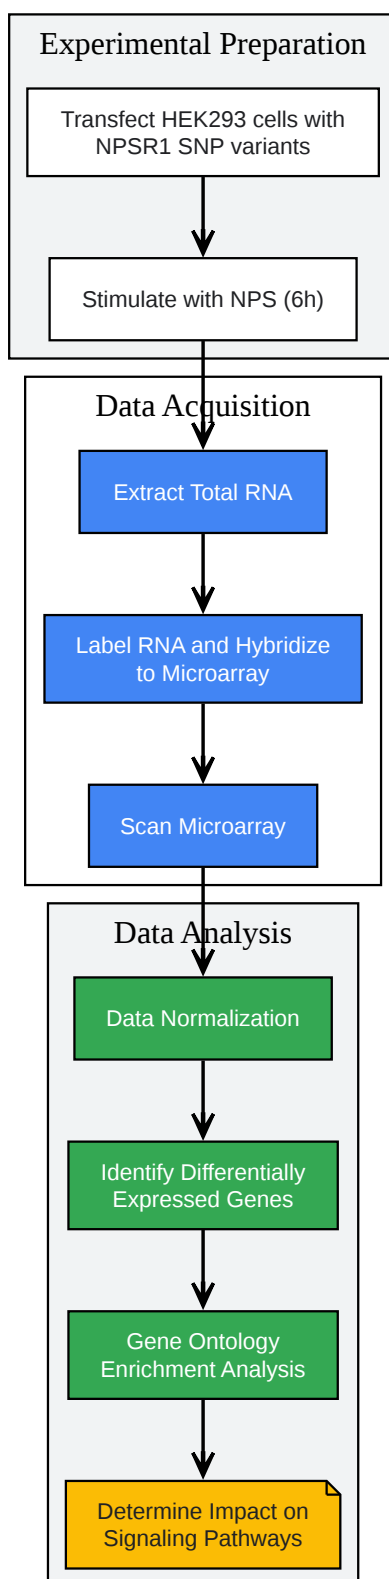 Experimental Preparation
Transfect HEK293 cells with
NPSR1 SNP variants
Stimulate with NPS (6h)
Data Acquisition
Extract Total RNA
Label RNA and Hybridize
to Microarray
Scan Microarray
Data Analysis
Data Normalization
Identify Differentially
Expressed Genes
Gene Ontology
Enrichment Analysis
Determine Impact on
Signaling Pathways